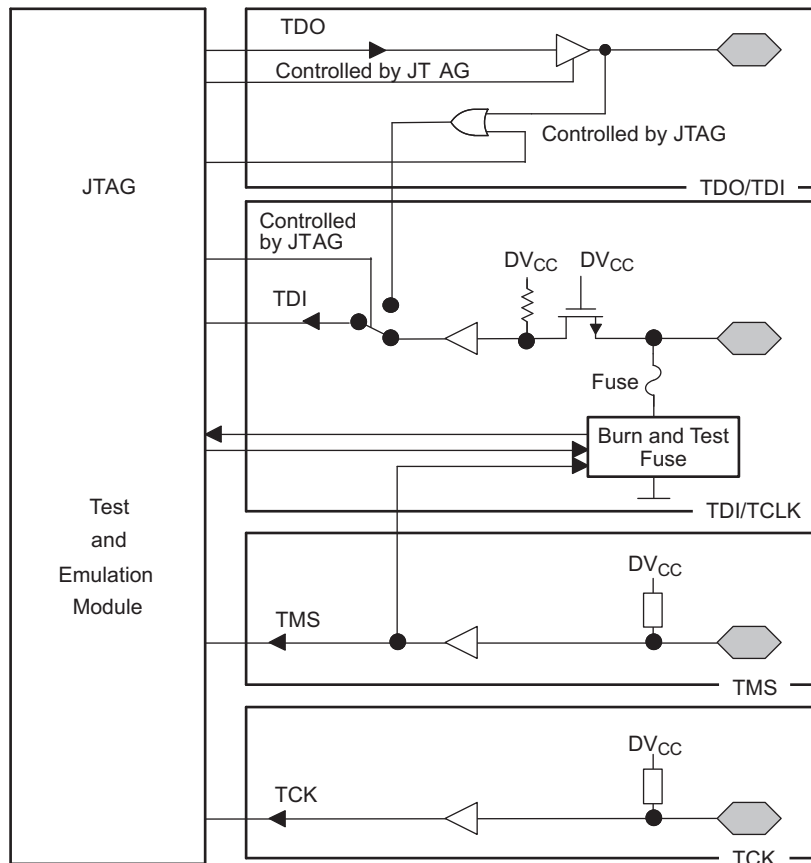 TDO
Controlled by JT AG
Controlled by JTAG
TDO/TDI
JTAG
Controlled
by JTAG
TDI
DVCC
DVCC
Fuse
Burn and Test
Fuse
TDI/TCLK
Test
and
Emulation
Module
DVCC
TMS
TMS
DVCC
TCK
TCK